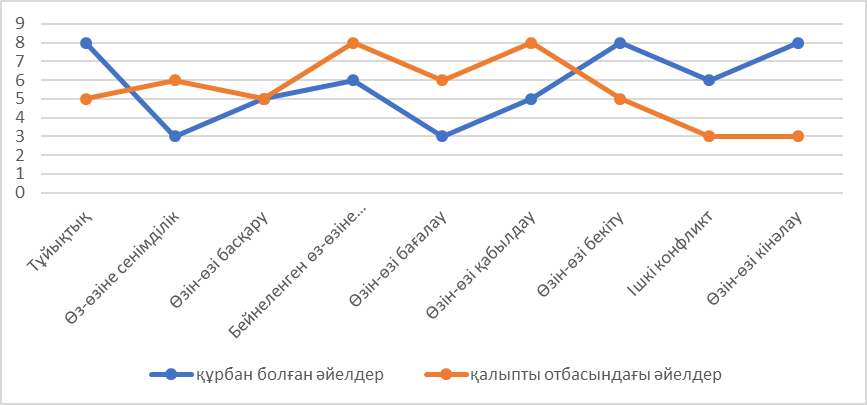 9
8
7
6
5
4
3
2
1
0
Тұйықтық
Өз-өзіне сенімділік
Өзін-өзі басқару
Бейнеленген өз-өзіне...
Өзін-өзі бағалау
Өзін-өзі қабылдау
Өзін-өзі бекіту
Ішкі конфликт
Өзін-өзі кінәлау
құрбан болған әйелдер
қалыпты отбасындағы әйелдер